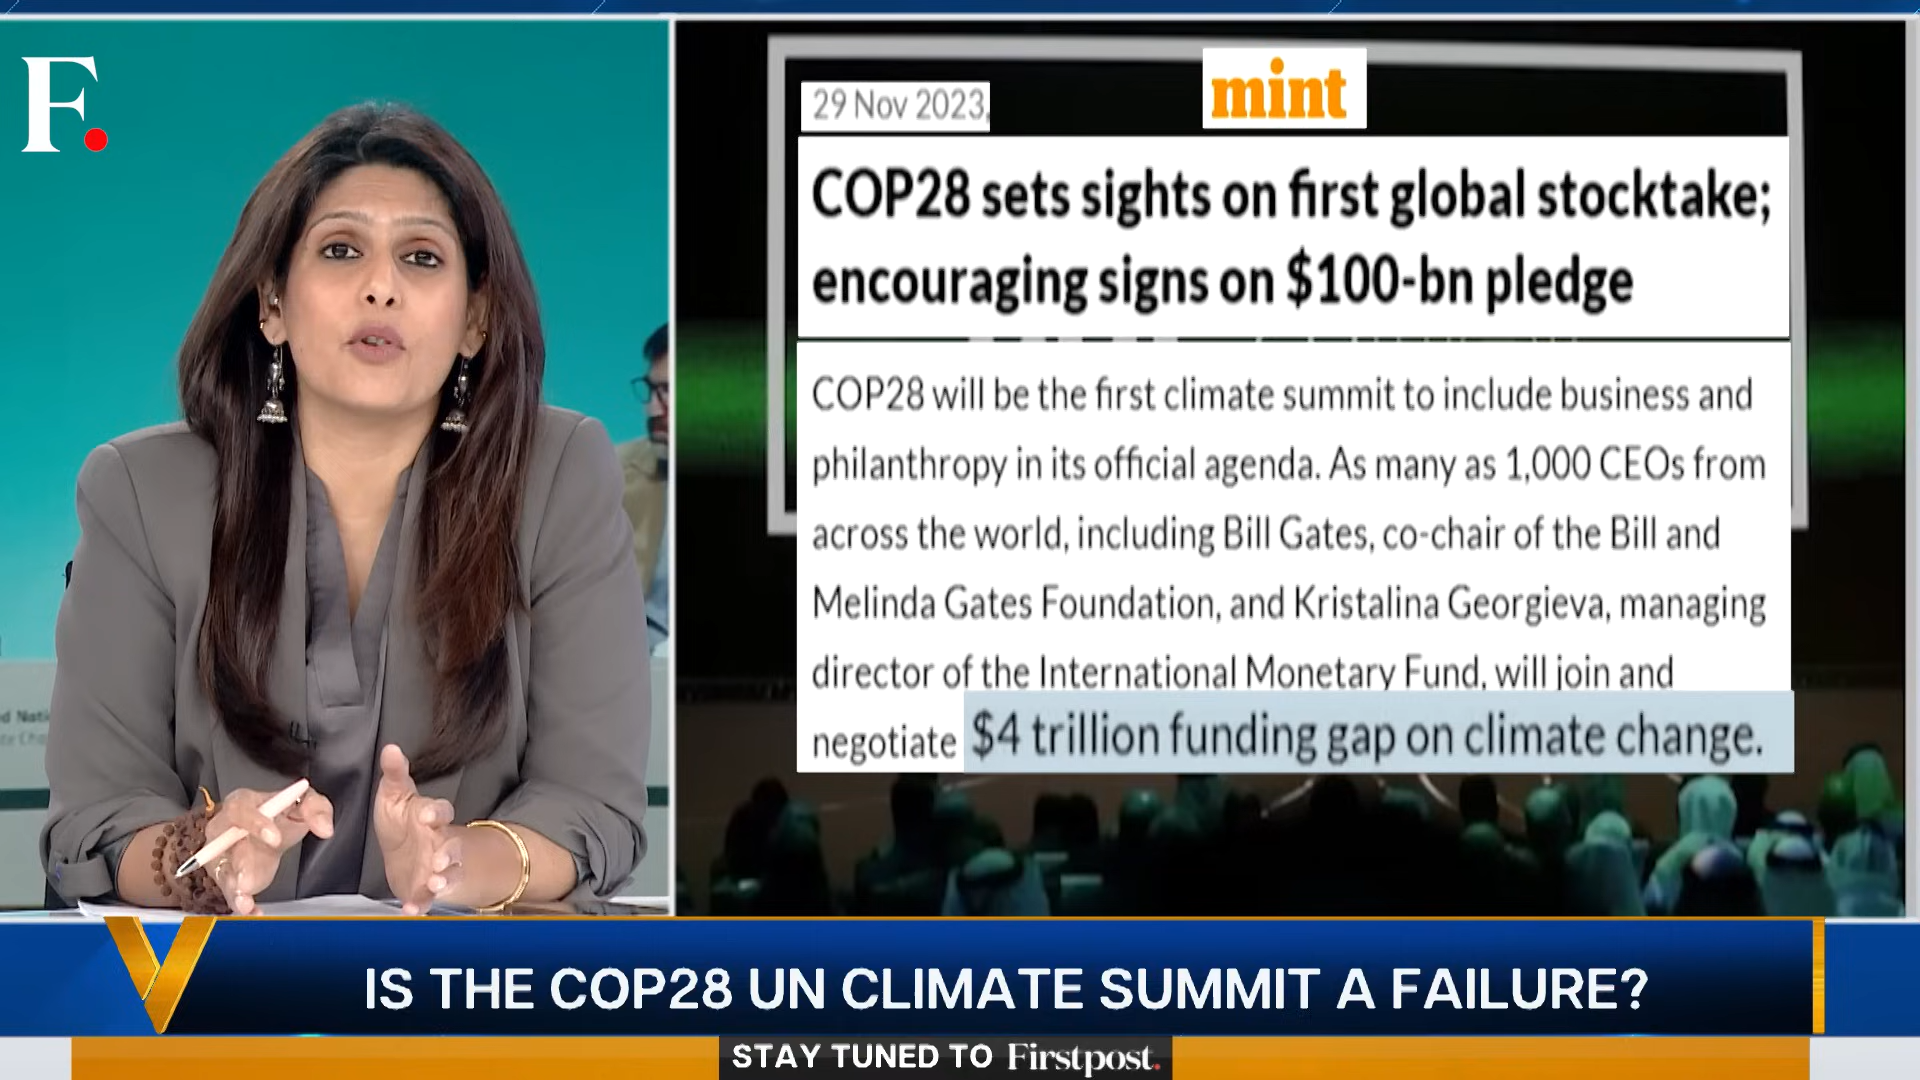 F.
29 Nov 2023,
mint
COP28 sets sights on first global stocktake;
encouraging signs on $100-bn pledge
COP28 will be the first climate summit to include business and
philanthropy in its official agenda. As many as 1,000 CEOs from
across the world, including Bill Gates, co-chair of the Bill and
Melinda Gates Foundation, and Kristalina Georgieva, managing
director of the International Monetary Fund, will join and
negotiate $4 trillion funding gap on climate change.
V
IS THE COP28 UN CLIMATE SUMMIT A FAILURE?
STAY TUNED TO Firstpost.